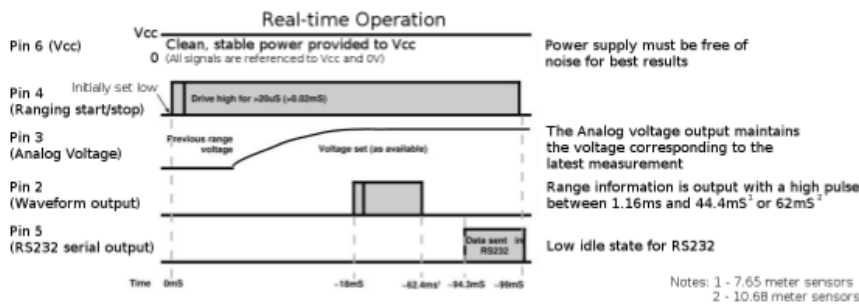 Real-time Operation
Pin 6 (Vcc)
Vcc
0
Clean, stable power provided to Vcc
(All signals are referenced to Vcc and 0V)
Power supply must be free of
noise for best results
Initially set low
Pin 4
(Ranging start/stop)
Drive high for >20uS (>0.02mS)
Pin 3
(Analog Voltage)
Previous range
voltage
Voltage set (as available)
The Analog voltage output maintains
the voltage corresponding to the
latest measurement
Pin 2
(Waveform output)
Range information is output with a high pulse
between 1.16ms and 44.4mS¹ or 62mS²
Pin 5
(RS232 serial output)
Data sent in
RS232
Low idle state for RS232
Time 0mS ~18mS ~62.4ms¹ ~94.3mS ~99mS
Notes: 1 - 7.65 meter sensors
2 - 10.68 meter sensors